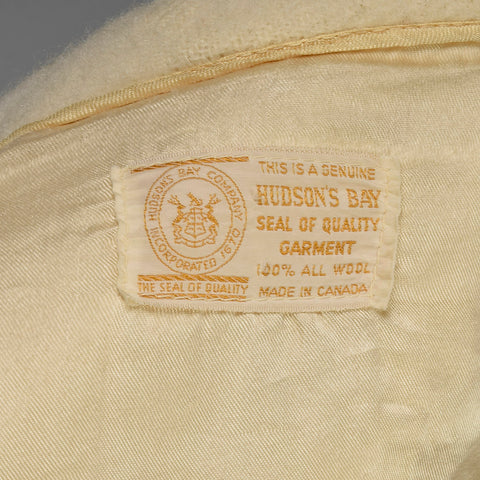 HUDSON'S BAY COMPANY
INCORPORATED 1670
THE SEAL OF QUALITY
THIS IS A GENUINE
HUDSON'S BAY
SEAL OF QUALITY
GARMENT
100% ALL WOOL
MADE IN CANADA